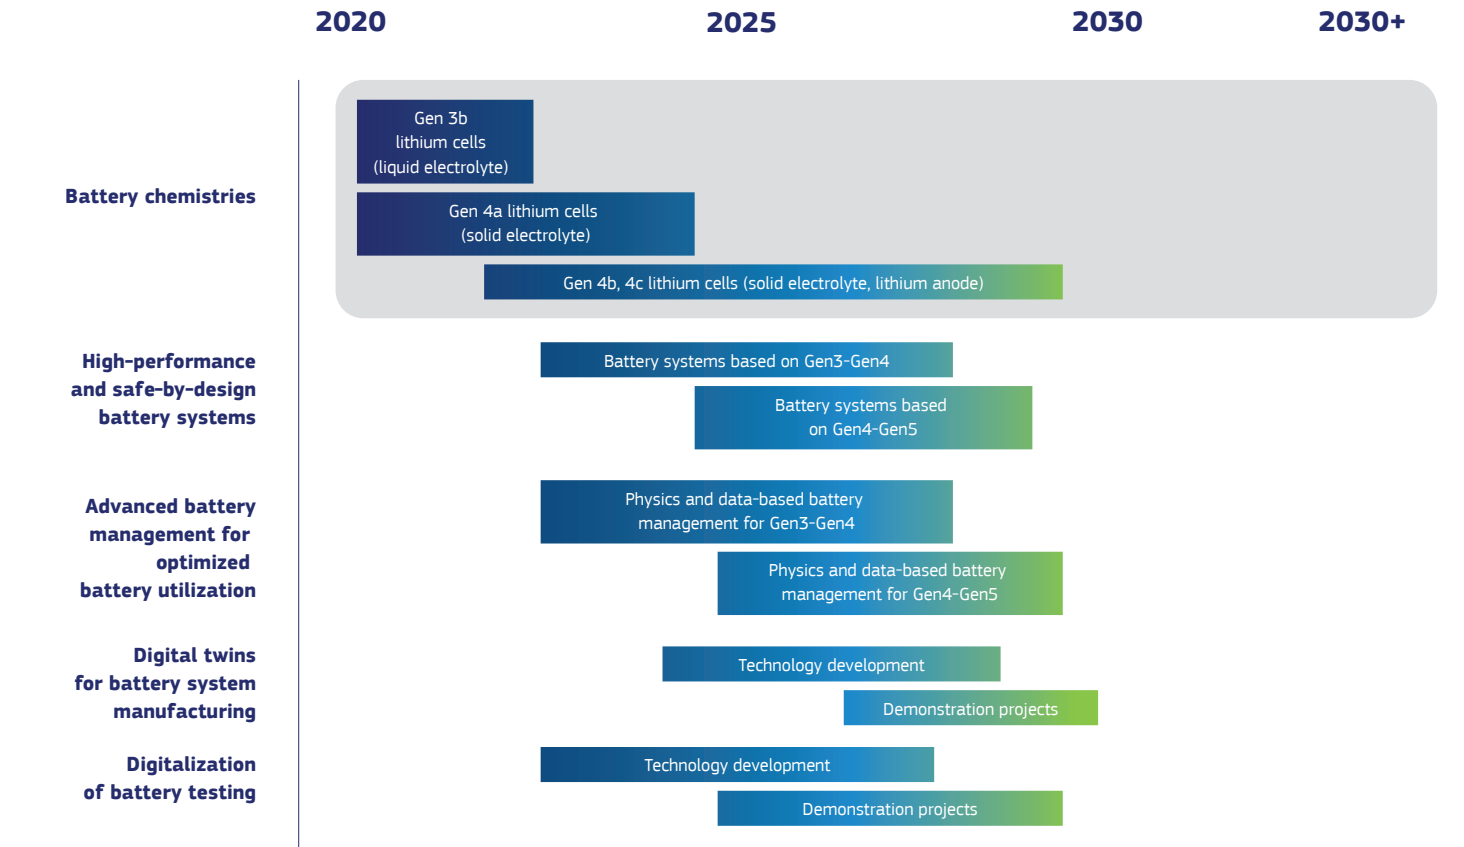 2020 2025 2030 2030+
Battery chemistries
Gen 3b
lithium cells
(liquid electrolyte)
Gen 4a lithium cells
(solid electrolyte)
Gen 4b, 4c lithium cells (solid electrolyte, lithium anode)
High-performance
and safe-by-design
battery systems
Battery systems based on Gen3-Gen4
Battery systems based
on Gen4-Gen5
Advanced battery
management for
optimized
battery utilization
Physics and data-based battery
management for Gen3-Gen4
Physics and data-based battery
management for Gen4-Gen5
Digital twins
for battery system
manufacturing
Technology development
Demonstration projects
Digitalization
of battery testing
Technology development
Demonstration projects